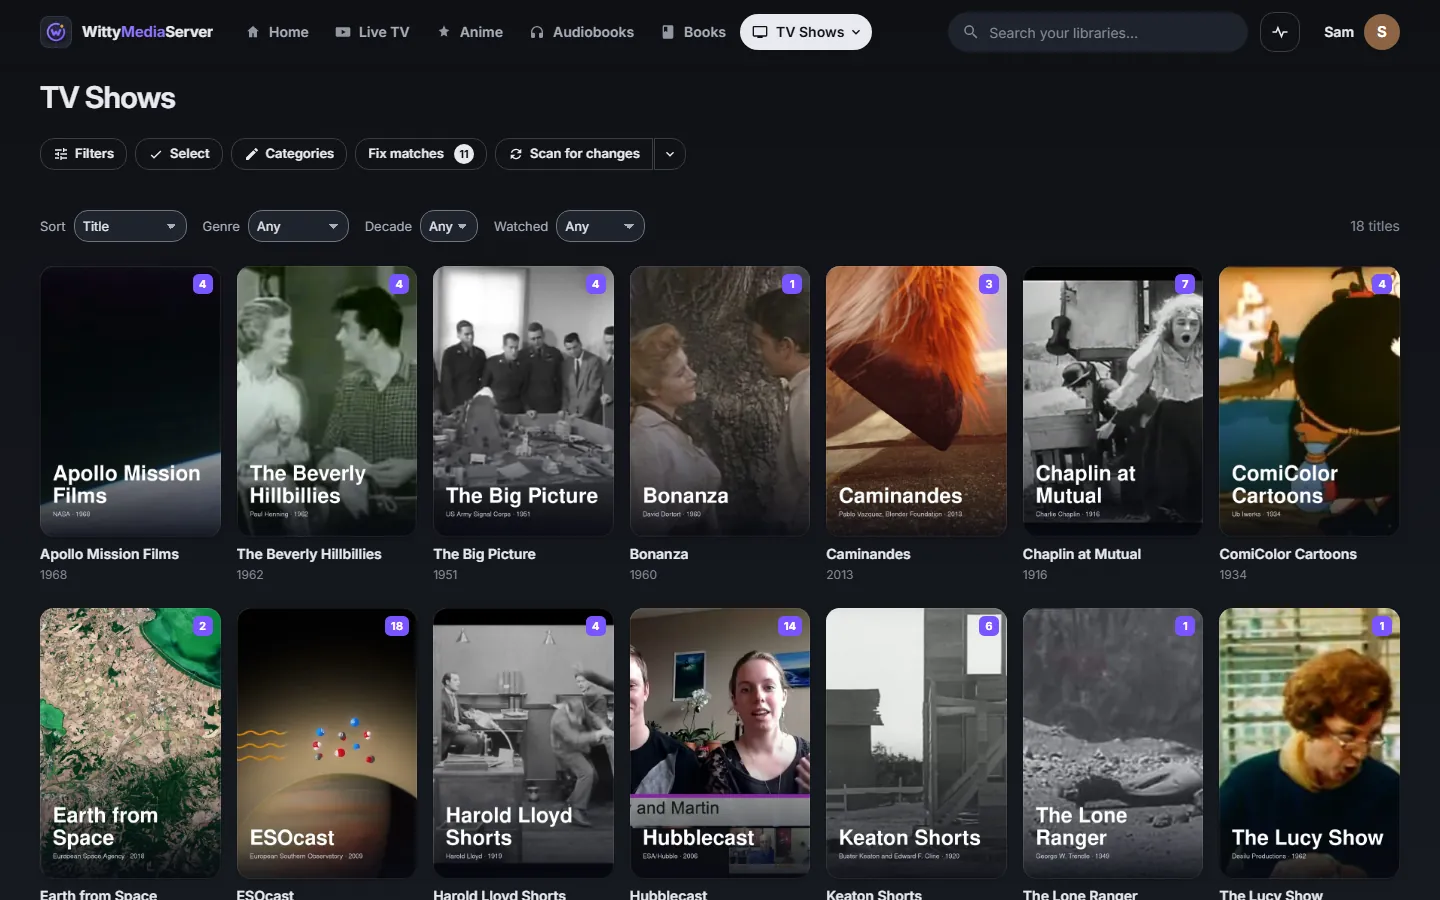 WittyMediaServer
Home
Live TV
Anime
Audiobooks
Books
TV Shows
Search your libraries...
Sam
S
TV Shows
Filters
Select
Categories
Fix matches 11
Scan for changes
Sort Title
Genre Any
Decade Any
Watched Any
18 titles
4
Apollo Mission
Films
NASA · 1968
Apollo Mission Films
1968
4
The Beverly
Hillbillies
Paul Henning · 1962
The Beverly Hillbillies
1962
4
The Big Picture
US Army Signal Corps · 1951
The Big Picture
1951
1
Bonanza
David Dortort · 1960
Bonanza
1960
3
Caminandes
Pablo Vazquez, Blender Foundation · 2013
Caminandes
2013
7
Chaplin at
Mutual
Charlie Chaplin · 1916
Chaplin at Mutual
1916
4
ComiColor
Cartoons
Ub Iwerks · 1934
ComiColor Cartoons
1934
2
Earth from
Space
European Space Agency · 2018
Earth from Space
18
ESOcast
European Southern Observatory · 2009
ESOcast
4
Harold Lloyd
Shorts
Harold Lloyd · 1919
Harold Lloyd Shorts
14
and Martin
Hubblecast
ESA/Hubble · 2006
Hubblecast
6
Keaton Shorts
Buster Keaton and Edward F. Cline · 1920
Keaton Shorts
1
The Lone
Ranger
George W. Trendle · 1949
The Lone Ranger
1
The Lucy Show
Desilu Productions · 1962
The Lucy Show